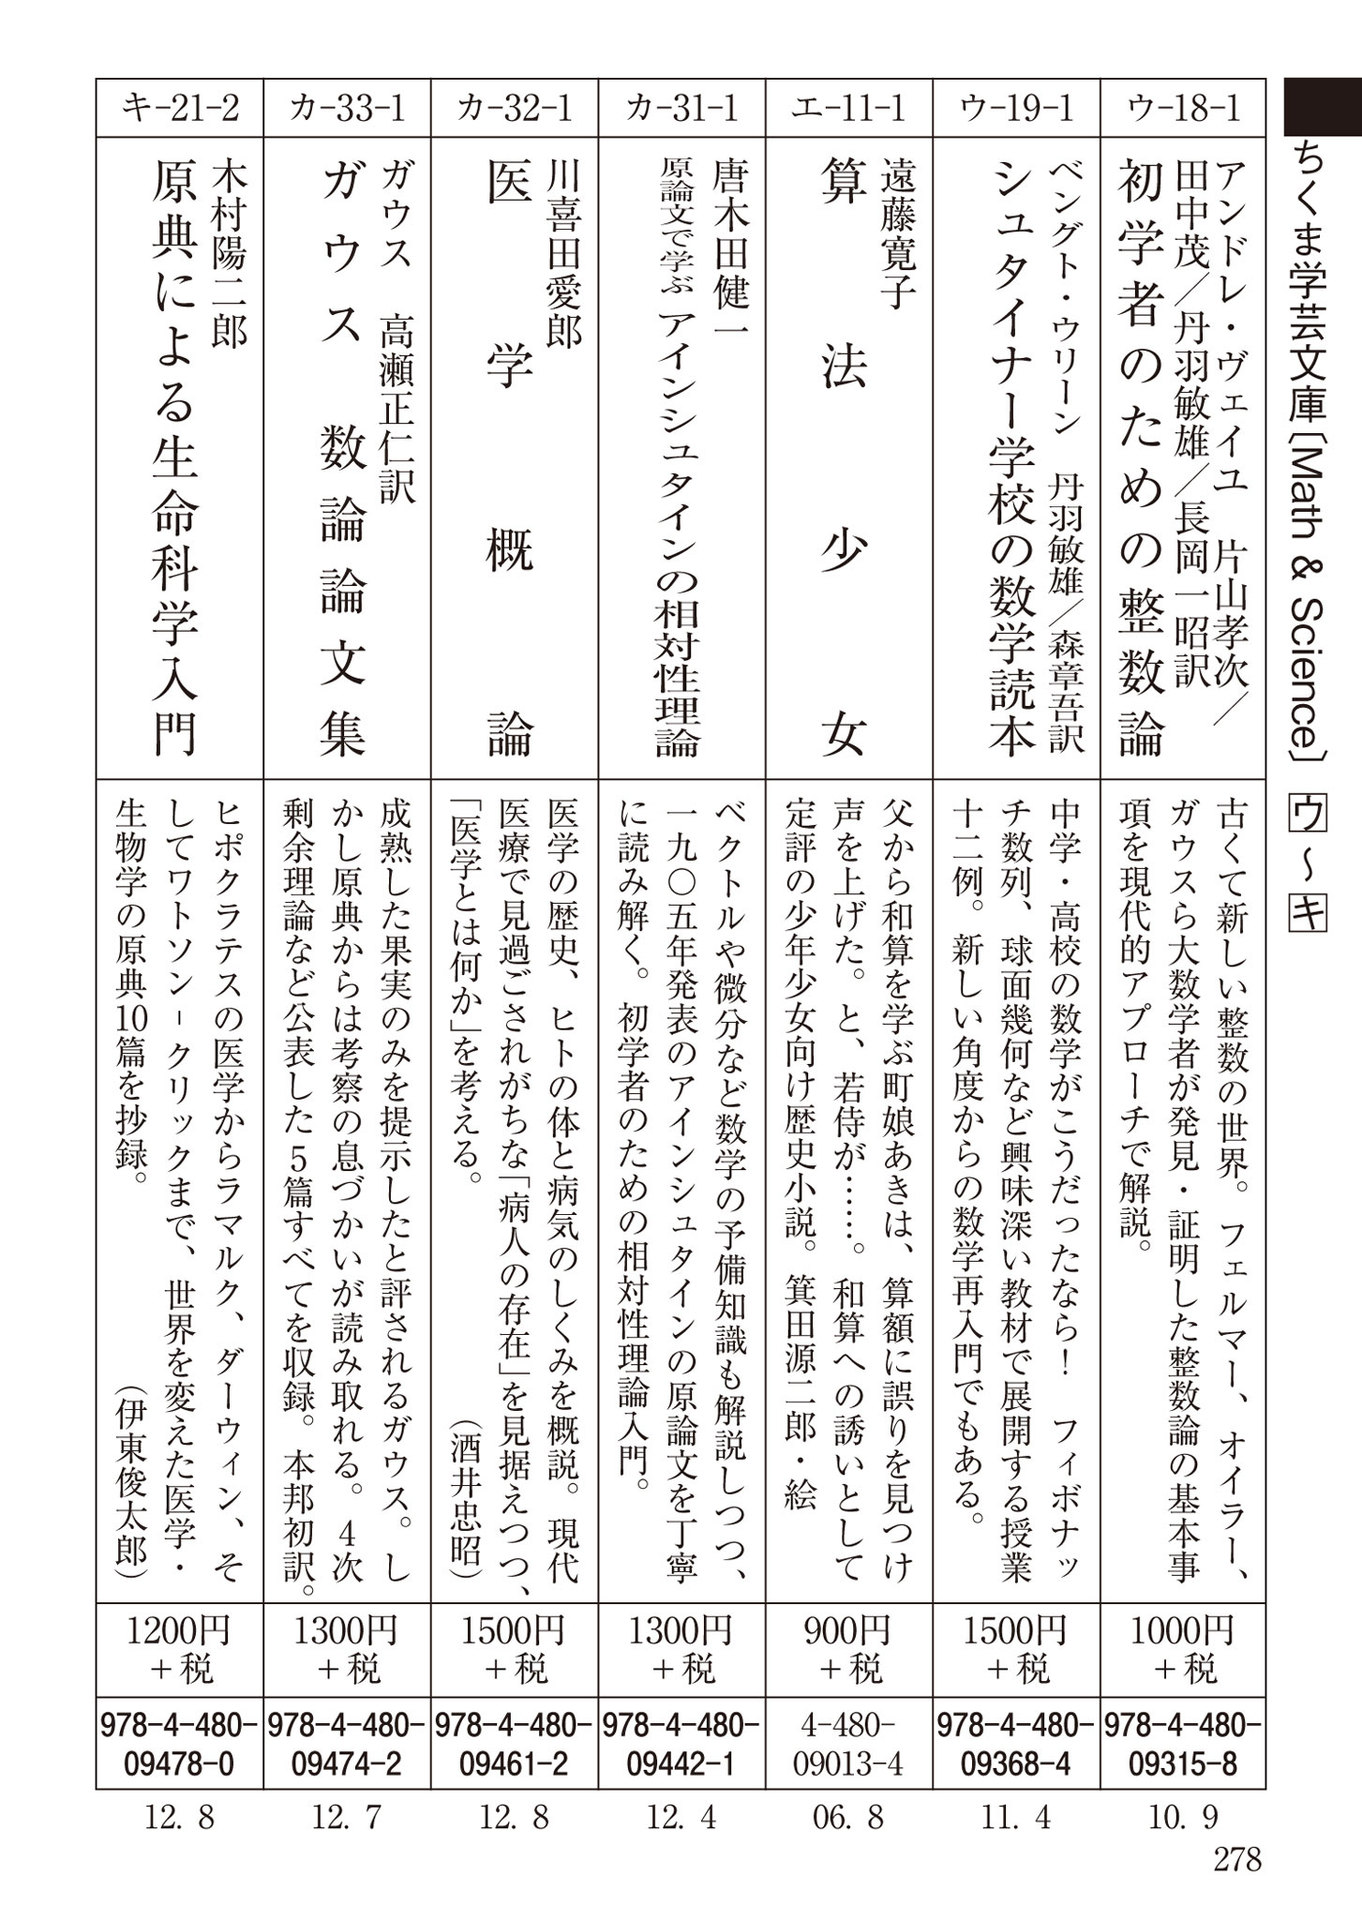 ちくま学芸文庫〔Math & Science〕 ウ～キ
ウ-18-1
アンドレ・ヴェイユ 片山孝次／
田中茂／丹羽敏雄／長岡一昭訳
初学者のための整数論
古くて新しい整数の世界。フェルマー、オイラー、
ガウスら大数学者が発見・証明した整数論の基本事
項を現代的アプローチで解説。
1000円
＋税
978-4-480-
09315-8
10. 9
ウ-19-1
ベングト・ウリーン 丹羽敏雄／森章吾訳
シュタイナー学校の数学読本
中学・高校の数学がこうだったなら！ フィボナッ
チ数列、球面幾何など興味深い教材で展開する授業
十二例。新しい角度からの数学再入門でもある。
1500円
＋税
978-4-480-
09368-4
11. 4
エ-11-1
遠藤寛子
算法少女
父から和算を学ぶ町娘あきは、算額に誤りを見つけ
声を上げた。と、若侍が……。和算への誘いとして
定評の少年少女向け歴史小説。箕田源二郎・絵
900円
＋税
4-480-
09013-4
06. 8
カ-31-1
唐木田健一
原論文で学ぶ アインシュタインの相対性理論
ベクトルや微分など数学の予備知識も解説しつつ、
一九〇五年発表のアインシュタインの原論文を丁寧
に読み解く。初学者のための相対性理論入門。
1300円
＋税
978-4-480-
09442-1
12. 4
カ-32-1
川喜田愛郎
医学概論
医学の歴史、ヒトの体と病気のしくみを概説。現代
医療で見過ごされがちな「病人の存在」を見据えつつ、
「医学とは何か」を考える。 （酒井忠昭）
1500円
＋税
978-4-480-
09461-2
12. 8
カ-33-1
ガウス 高瀬正仁訳
ガウス 数論論文集
成熟した果実のみを提示したと評されるガウス。し
かし原典からは考察の息づかいが読み取れる。4次
剰余理論など公表した5篇すべてを収録。本邦初訳。
1300円
＋税
978-4-480-
09474-2
12. 7
キ-21-2
木村陽二郎
原典による生命科学入門
ヒポクラテスの医学からラマルク、ダーウィン、そ
してワトソン-クリックまで、世界を変えた医学・
生物学の原典10篇を抄録。 （伊東俊太郎）
1200円
＋税
978-4-480-
09478-0
12. 8
278